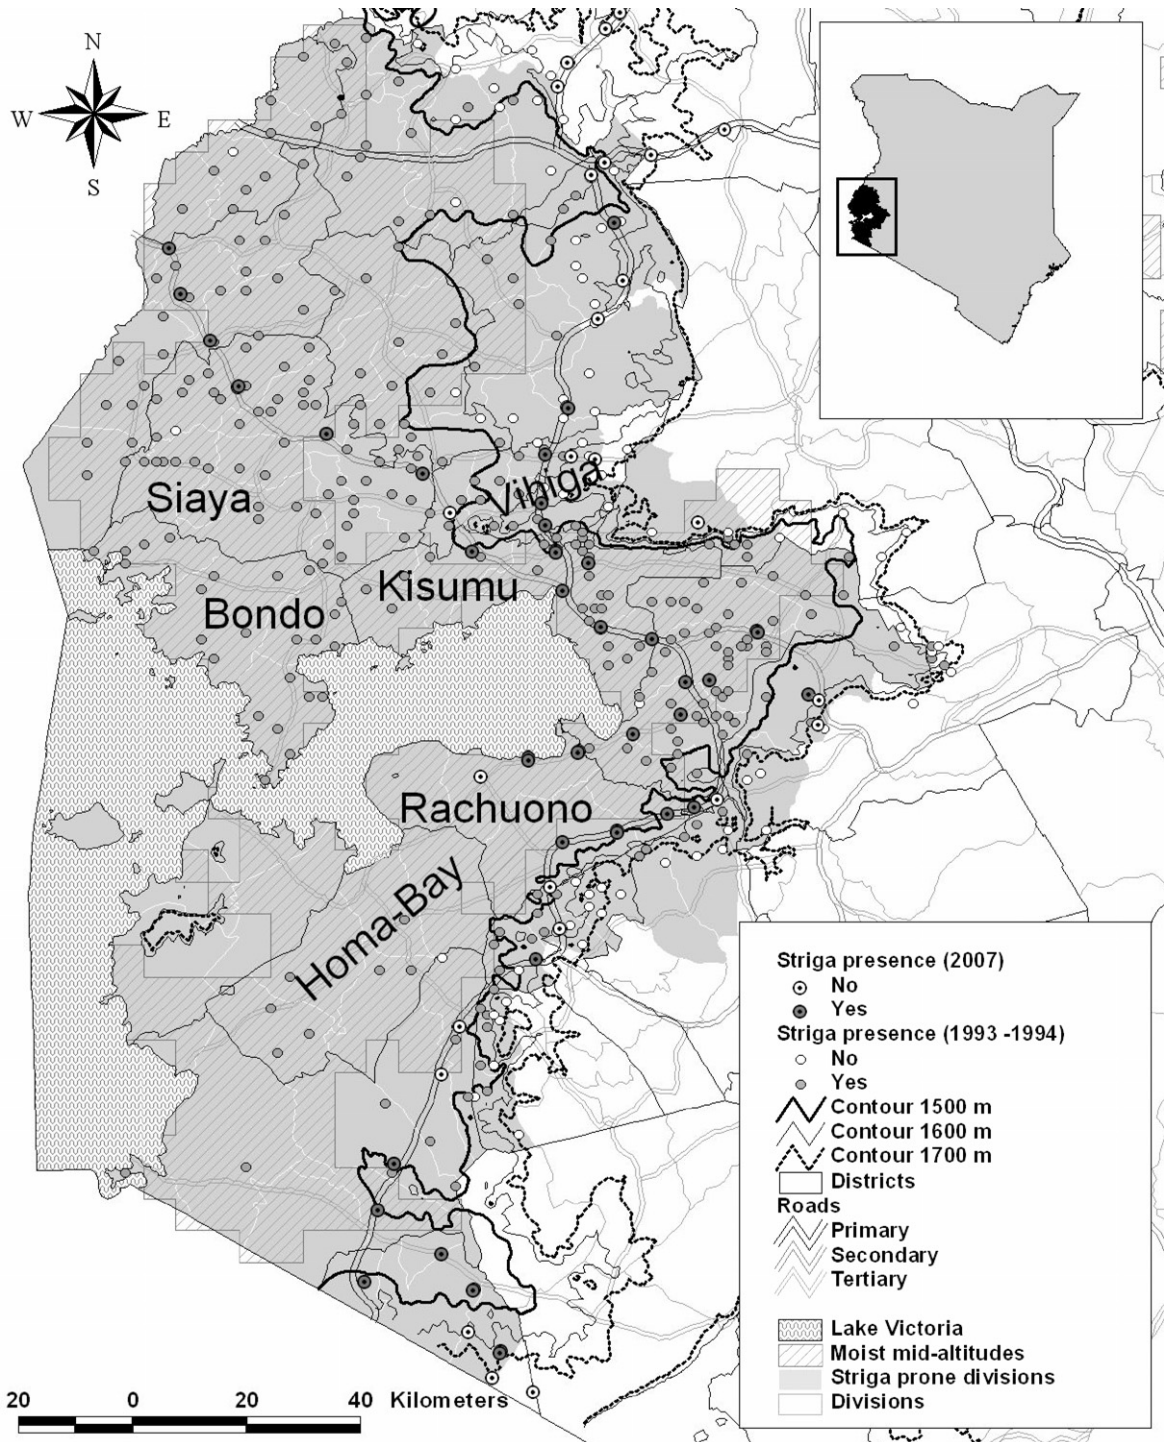 N
W E
S
Siaya
Vihiga
Kisumu
Bondo
Rachuono
Homa-Bay
Striga presence (2007)
No
Yes
Striga presence (1993 -1994)
No
Yes
Contour 1500 m
Contour 1600 m
Contour 1700 m
Districts
Roads
Primary
Secondary
Tertiary
Lake Victoria
Moist mid-altitudes
Striga prone divisions
Divisions
20 0 20 40 Kilometers